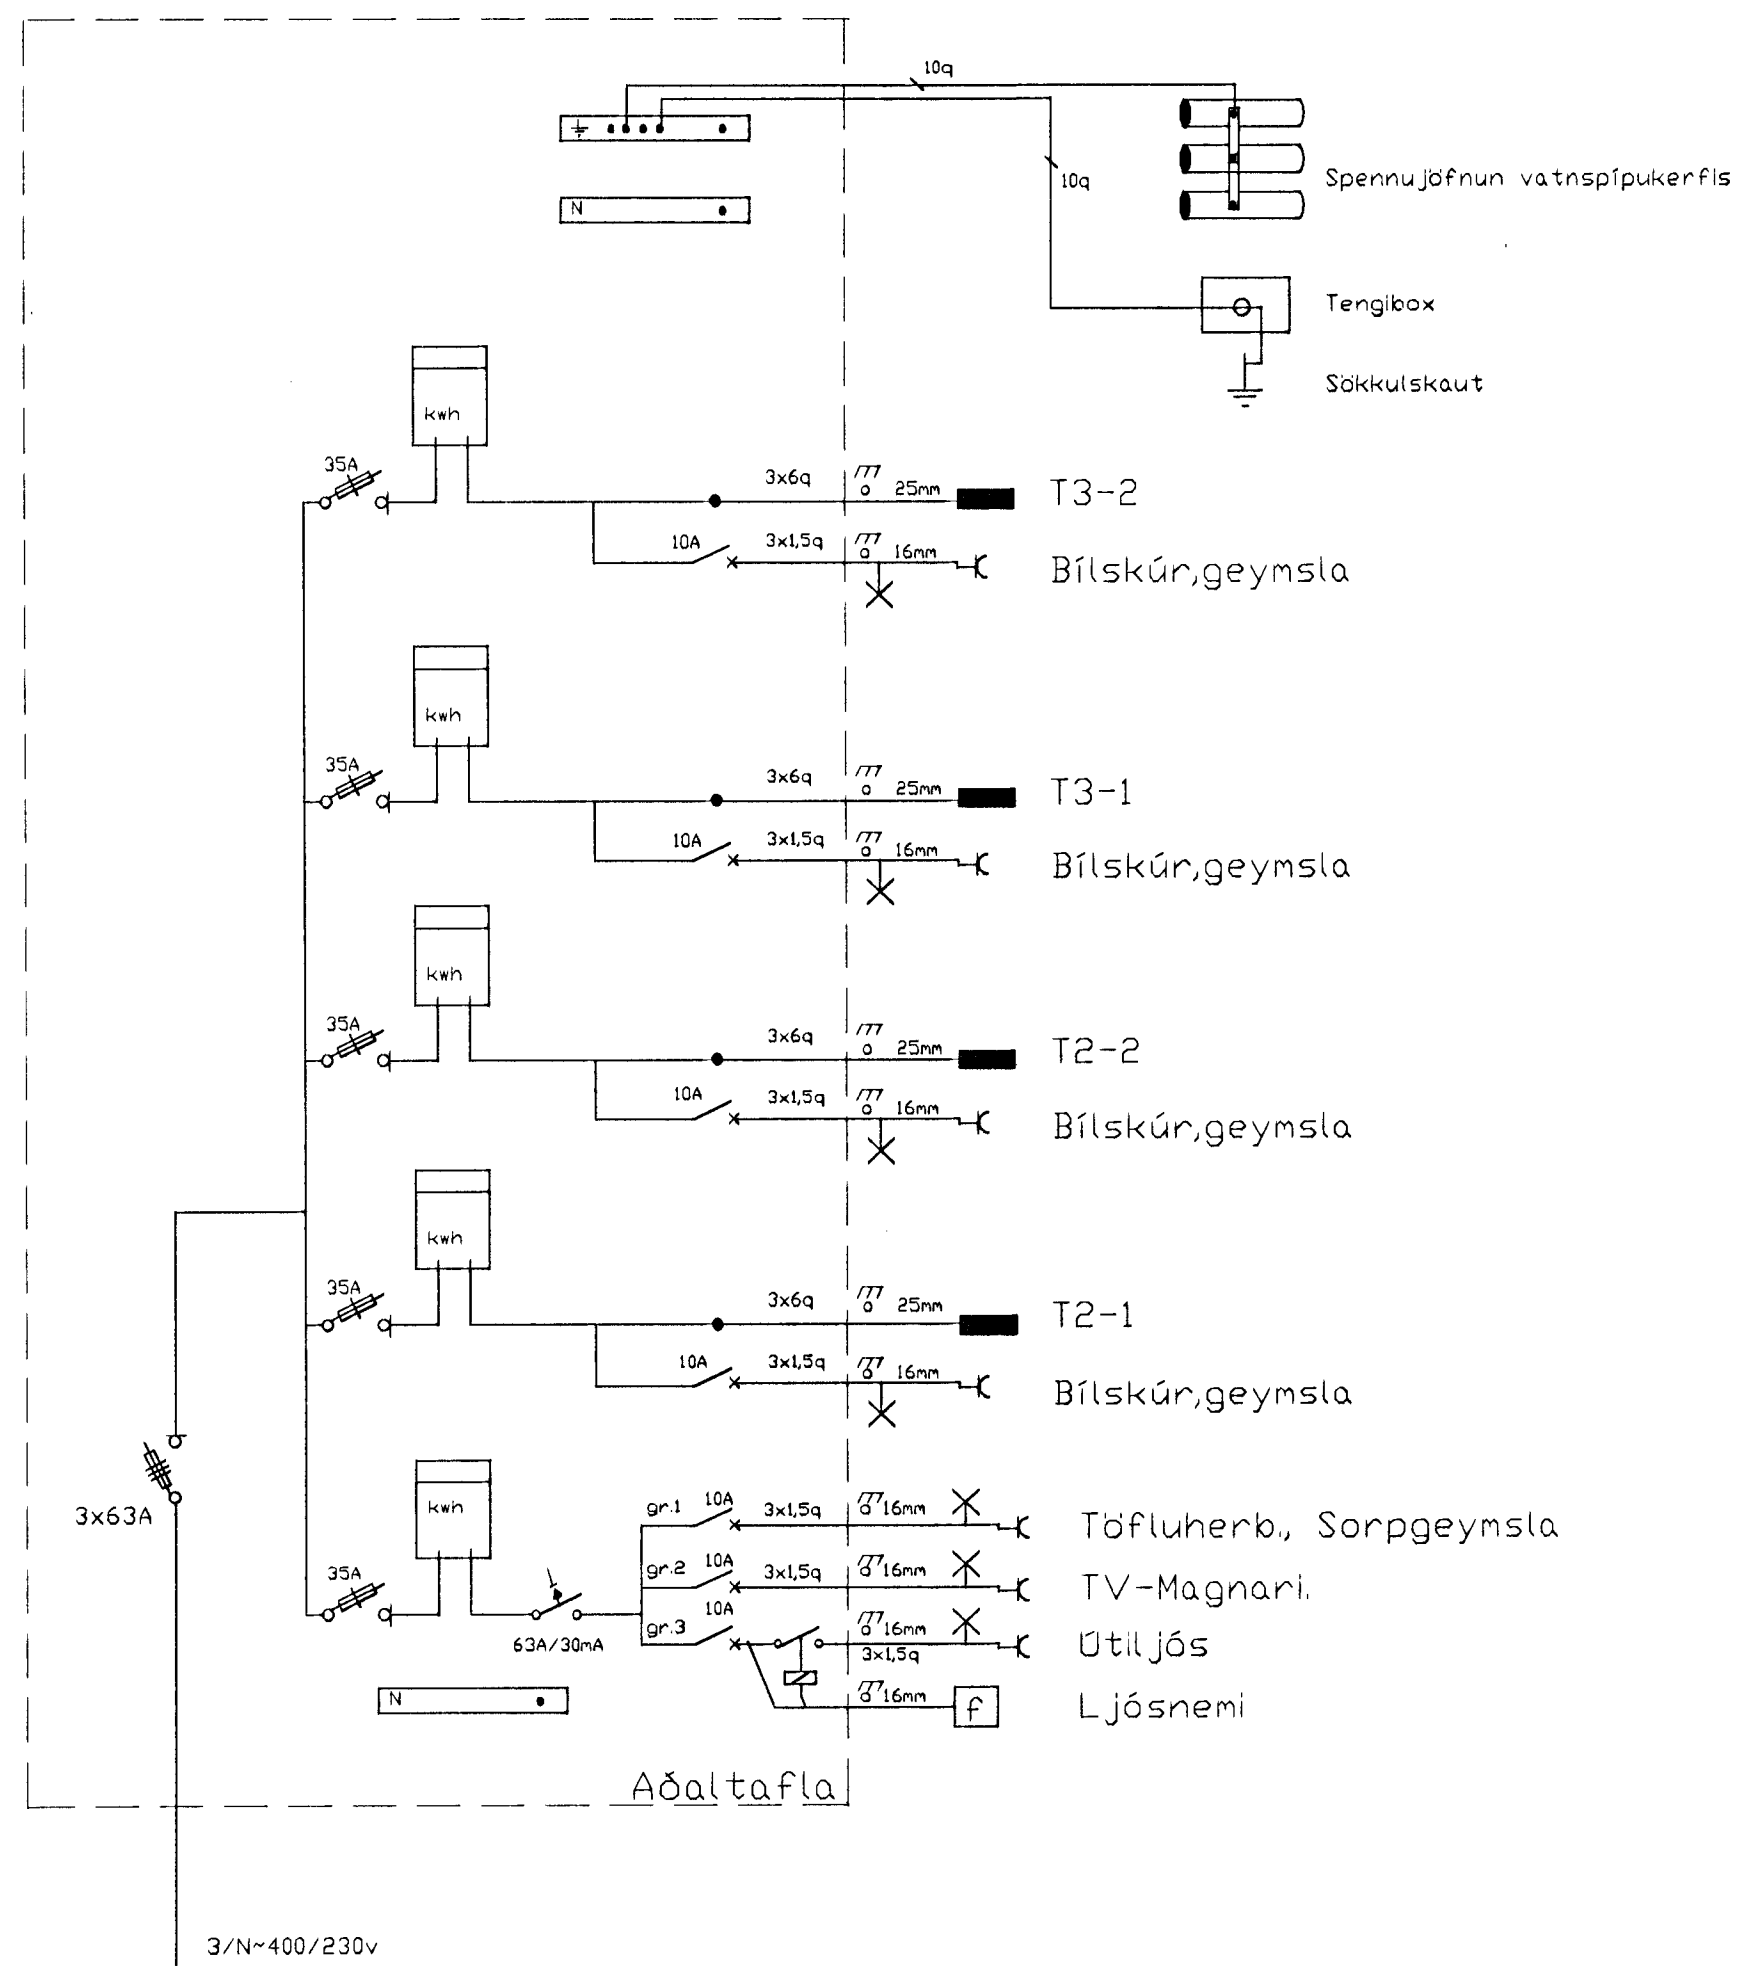 10q
10q
Spennujöfnun vatnspípukerfis
N
Tengibox
Sökkulskaut
kwh
35A
3x6q
25mm
T3-2
10A
3x1,5q
16mm
Bílskúr,geymsla
kwh
35A
3x6q
25mm
T3-1
10A
3x1,5q
16mm
Bílskúr,geymsla
kwh
35A
3x6q
25mm
T2-2
10A
3x1,5q
16mm
Bílskúr,geymsla
kwh
35A
3x6q
25mm
T2-1
10A
3x1,5q
16mm
Bílskúr,geymsla
3x63A
kwh
35A
63A/30mA
gr.1
10A
3x1,5q
16mm
Töfluherb., Sorpgeymsla
gr.2
10A
3x1,5q
16mm
TV-Magnari.
gr.3
10A
16mm
3x1,5q
Útiljós
N
16mm
f
Ljósnemi
Aðaltafla
3/N~400/230v